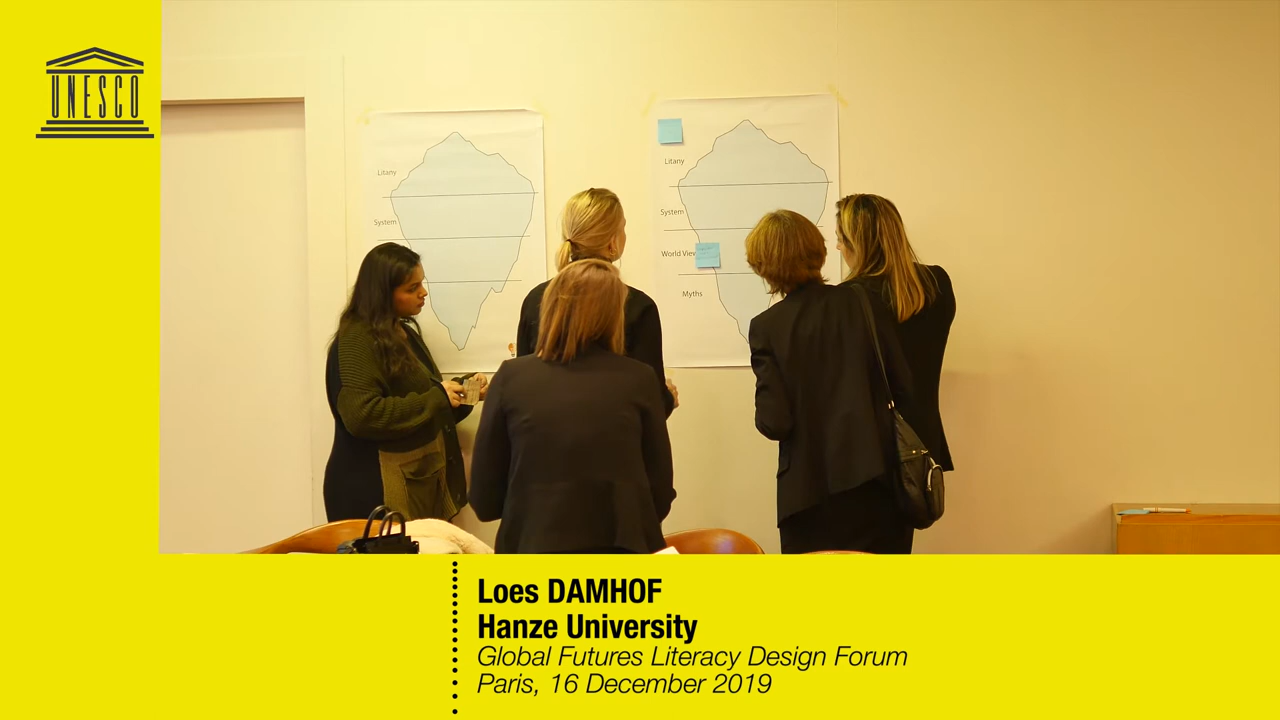 UNESCO
Litany
System
Litany
System
World View
Myths
Loes DAMHOF
Hanze University
Global Futures Literacy Design Forum
Paris, 16 December 2019